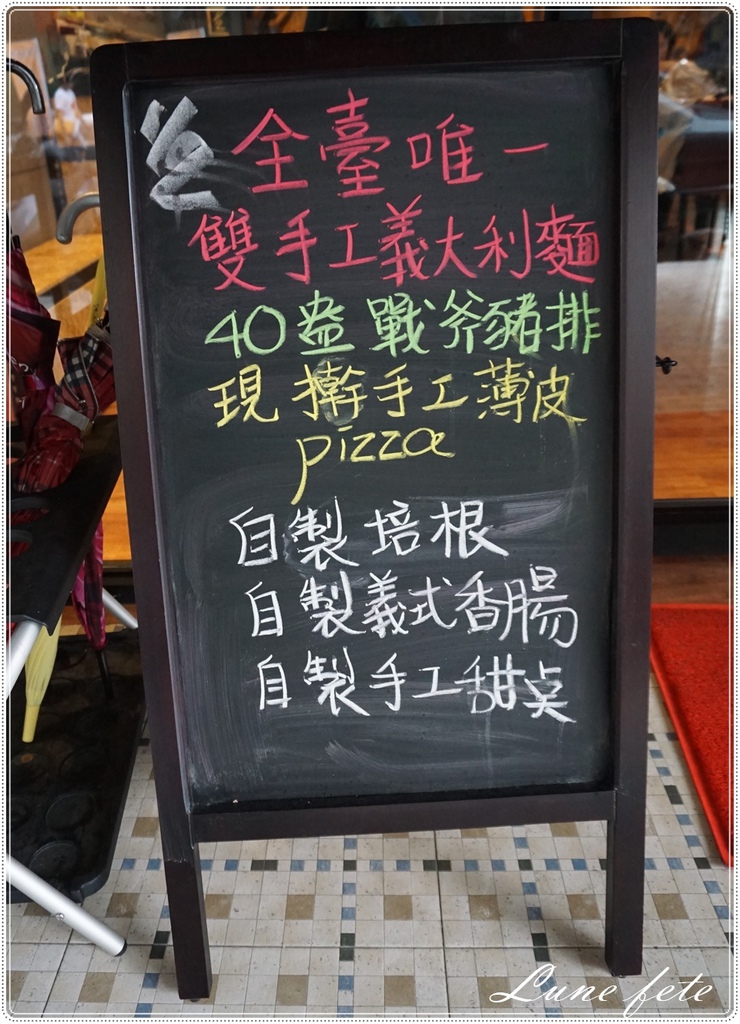 全臺唯一
雙手工義大利麵
40盎戰斧豬排
現擀手工薄皮
pizza
自製培根
自製義式香腸
自製手工甜点
Lune fete